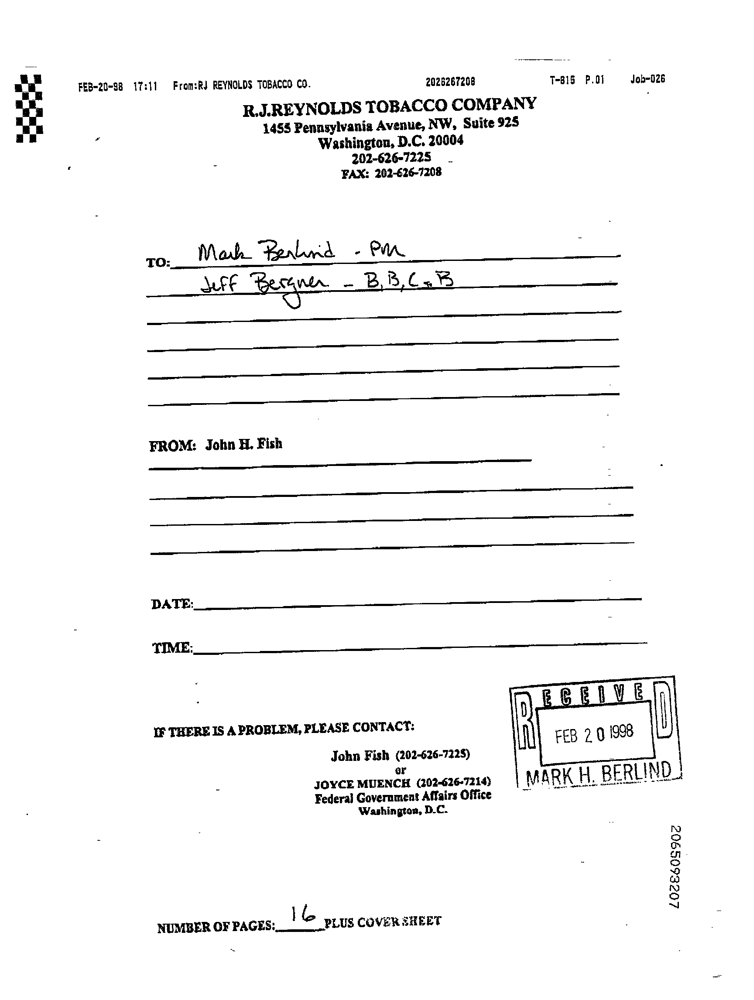 FEB-20-98 17:11 From:RJ REYNOLDS TOBACCO CO. 2026267208 T-815 P.01 Job-026
R.J.REYNOLDS TOBACCO COMPANY
1455 Pennsylvania Avenue, NW, Suite 925
Washington, D.C. 20004
202-626-7225
FAX: 202-626-7208
TO: Mark Berlind - PM
Jeff Bergner - B,B,C&B
FROM: John H. Fish
DATE:
TIME:
IF THERE IS A PROBLEM, PLEASE CONTACT:
John Fish (202-626-7225)
or
JOYCE MUENCH (202-626-7214)
Federal Government Affairs Office
Washington, D.C.
RECEIVED
FEB 20 1998
MARK H. BERLIND
2065093207
NUMBER OF PAGES: 16 PLUS COVER SHEET